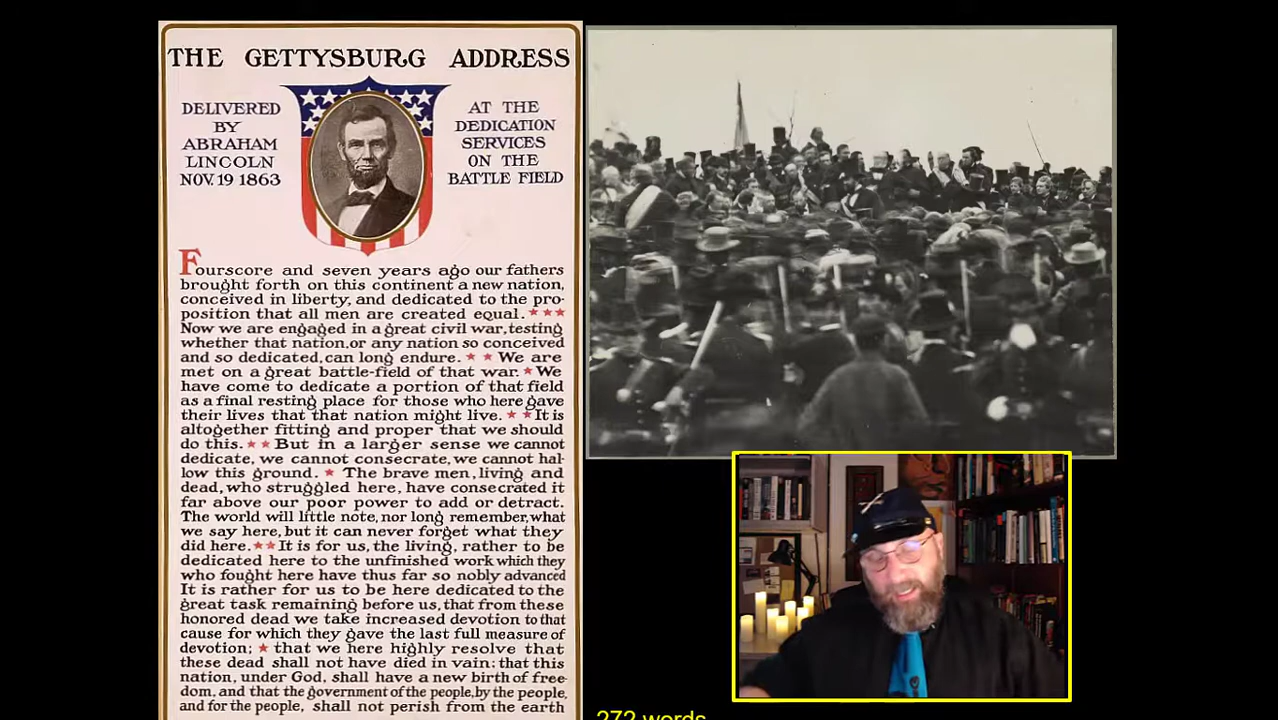 THE GETTYSBURG ADDRESS
DELIVERED
BY
ABRAHAM
LINCOLN
NOV. 19 1863
AT THE
DEDICATION
SERVICES
ON THE
BATTLE FIELD
Fourscore and seven years ago our fathers
brought forth on this continent a new nation,
conceived in liberty, and dedicated to the pro-
position that all men are created equal. ★★★
Now we are engaged in a great civil war, testing
whether that nation, or any nation so conceived
and so dedicated, can long endure. ★ ★ We are
met on a great battle-field of that war. ★ We
have come to dedicate a portion of that field
as a final resting place for those who here gave
their lives that that nation might live. ★ ★ It is
altogether fitting and proper that we should
do this. ★ ★ But in a larger sense we cannot
dedicate, we cannot consecrate, we cannot hal-
low this ground. ★ The brave men, living and
dead, who struggled here, have consecrated it
far above our poor power to add or detract.
The world will little note, nor long remember, what
we say here, but it can never forget what they
did here. ★★ It is for us, the living, rather to be
dedicated here to the unfinished work which they
who fought here have thus far so nobly advanced
It is rather for us to be here dedicated to the
great task remaining before us, that from these
honored dead we take increased devotion to that
cause for which they gave the last full measure of
devotion; ★ that we here highly resolve that
these dead shall not have died in vain: that this
nation, under God, shall have a new birth of free-
dom, and that the government of the people, by the people,
and for the people, shall not perish from the earth
272 words